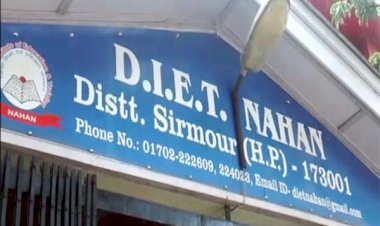 D.I.E.T. NAHAN
Distt. Sirmour (H.P.) - 173001
Phone No.: 01702-222609, 224023, Email ID- dietnahan@gmail.com
NAHAN